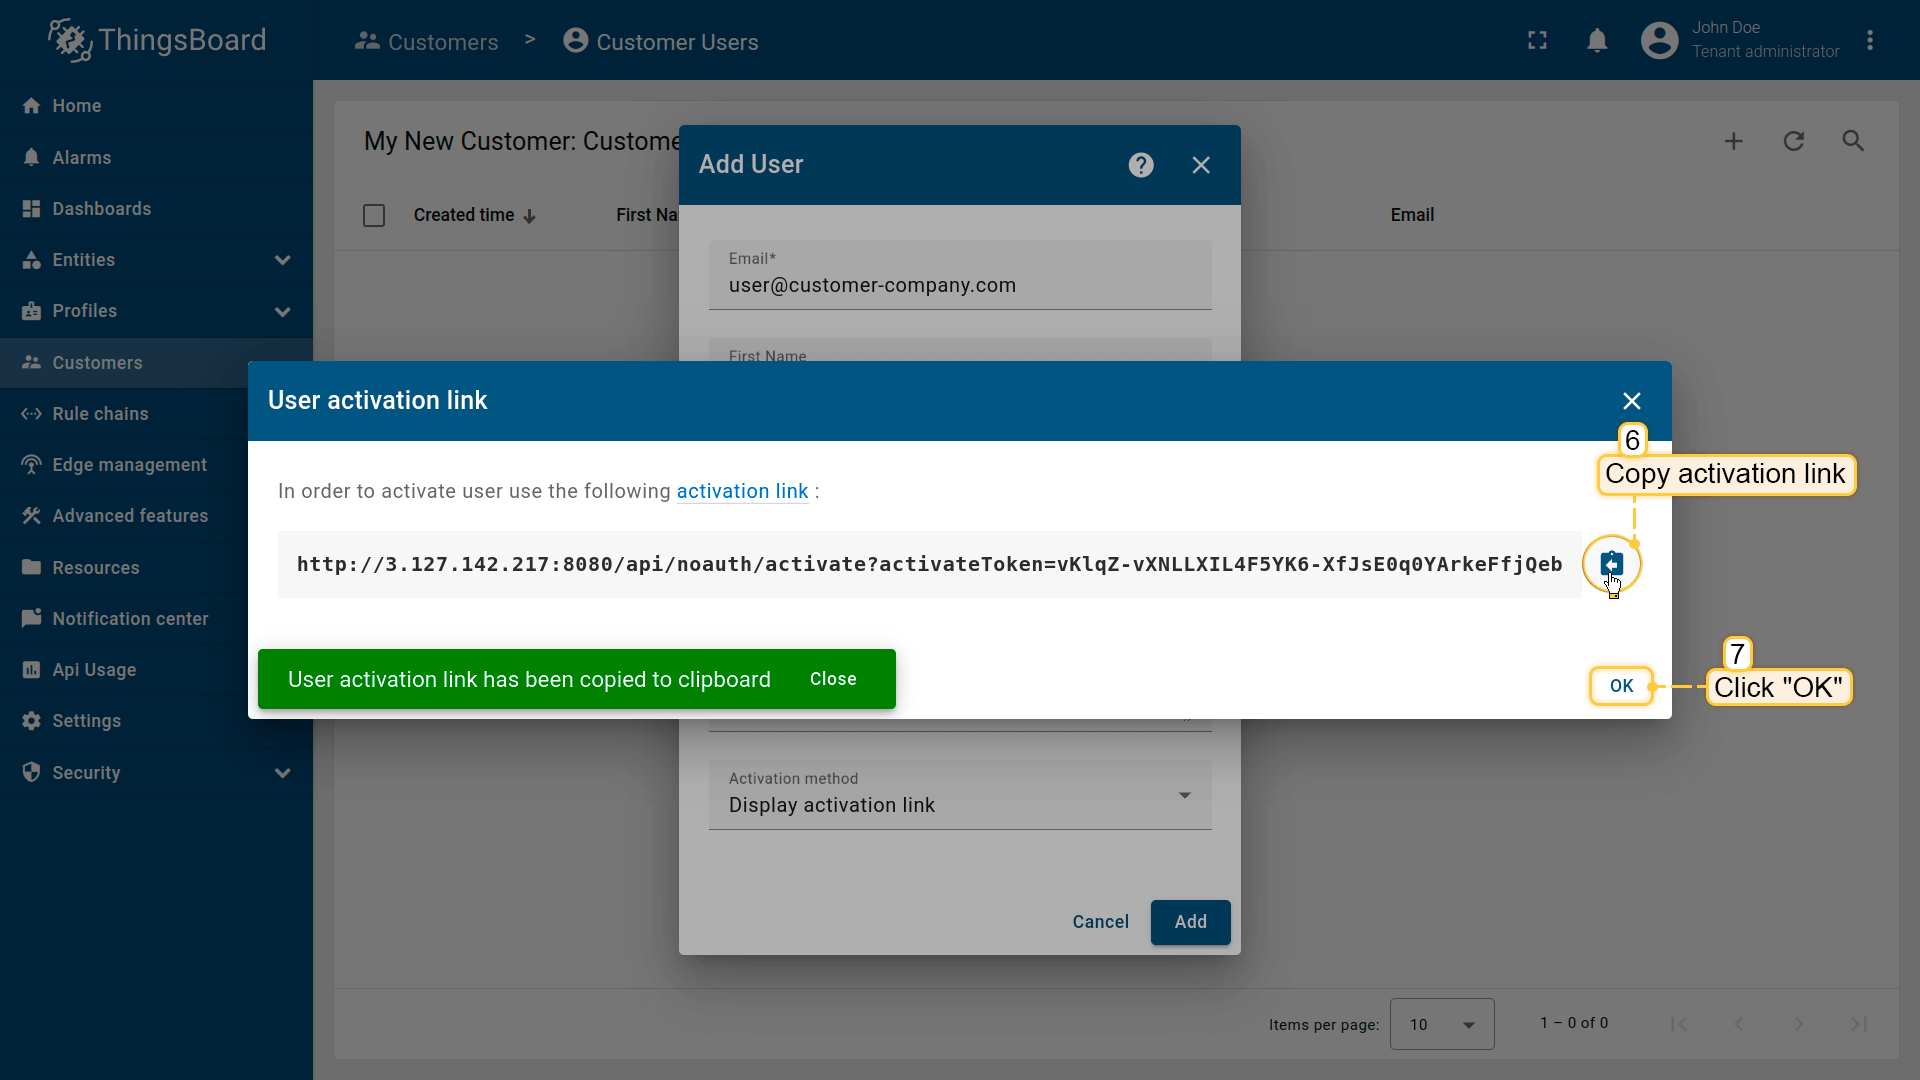 ThingsBoard
Customers > Customer Users
John Doe
Tenant administrator
Home
Alarms
Dashboards
Entities
Profiles
Customers
Rule chains
Edge management
Advanced features
Resources
Notification center
Api Usage
Settings
Security
My New Customer: Custome
Created time
First Na
Email
Add User
Email*
user@customer-company.com
First Name
User activation link
6
Copy activation link
In order to activate user use the following activation link :
http://3.127.142.217:8080/api/noauth/activate?activateToken=vKlqZ-vXNLLXIL4F5YK6-XfJsE0q0YArkeFfjQeb
User activation link has been copied to clipboard Close
OK
7
Click "OK"
Activation method
Display activation link
Cancel
Add
Items per page: 10
1 – 0 of 0